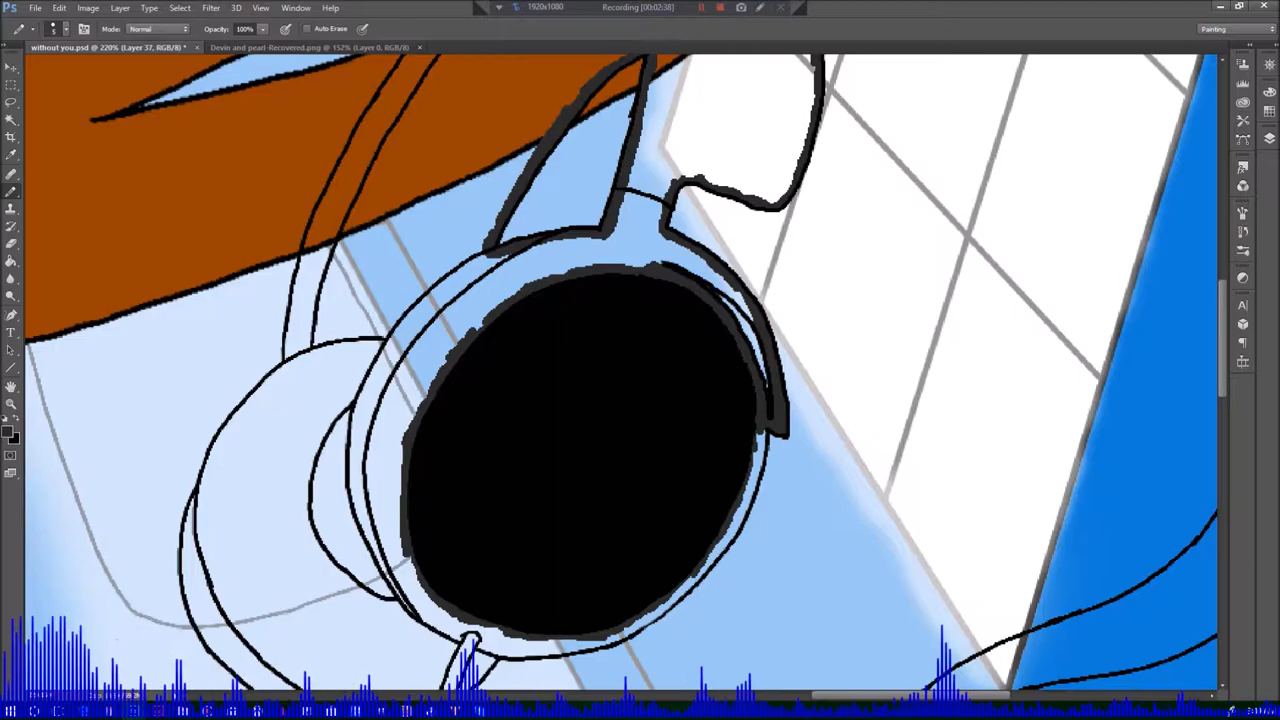 Ps File Edit Image Layer Type Select Filter 3D View Window Help 1920x1080 Recording [00:02:38]
5 Mode: Normal Opacity: 100% Auto Erase Painting
without you.psd @ 220% (Layer 37, RGB/8) * × Devin and pearl-Recovered.png @ 152% (Layer 0, RGB/8) ×